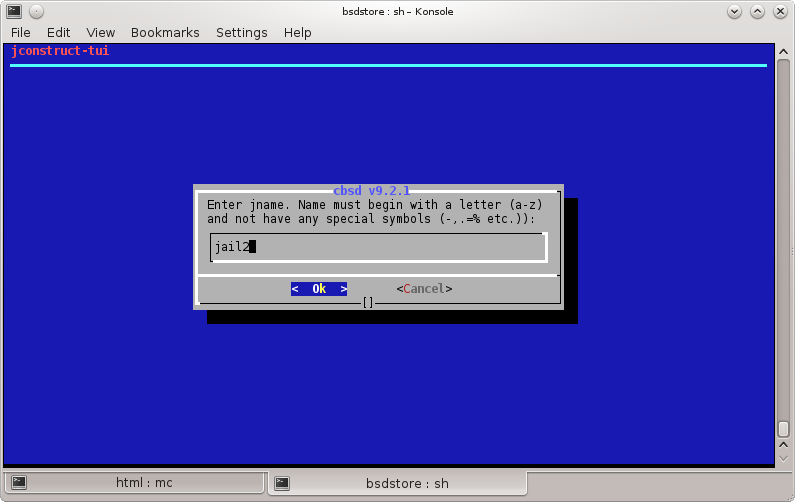 bsdstore : sh – Konsole
File Edit View Bookmarks Settings Help
jconstruct-tui
cbsd v9.2.1
Enter jname. Name must begin with a letter (a-z)
and not have any special symbols (-,.=% etc.)):
jail2
< Ok > <Cancel>
[]
html : mc bsdstore : sh